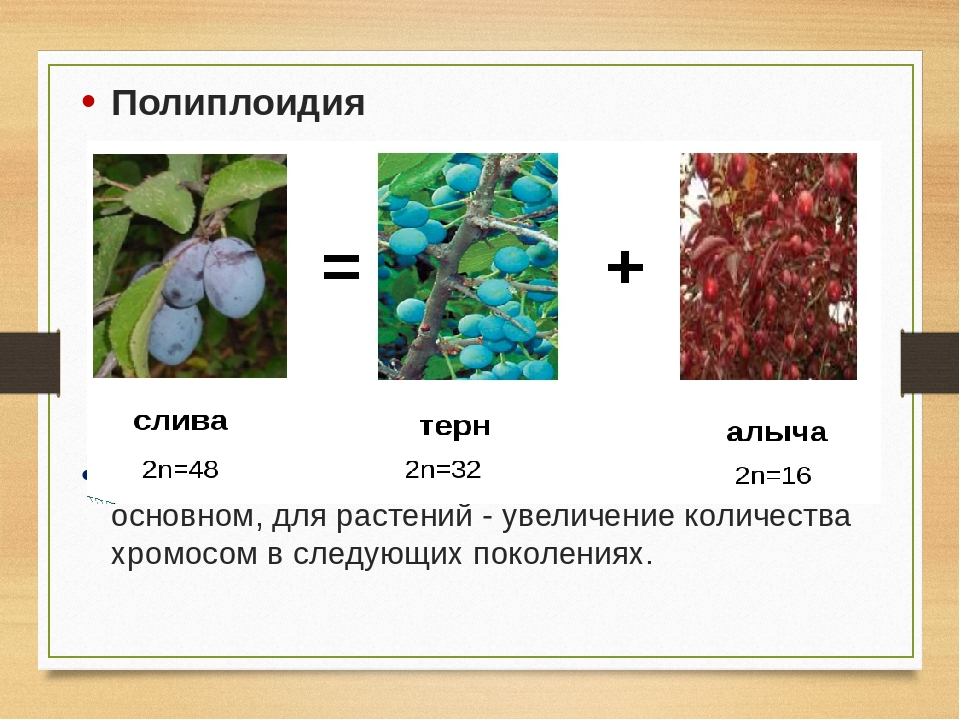 • Полиплоидия
= +
слива терн алыча
2n=48 2n=32 2n=16
основном, для растений - увеличение количества
хромосом в следующих поколениях.